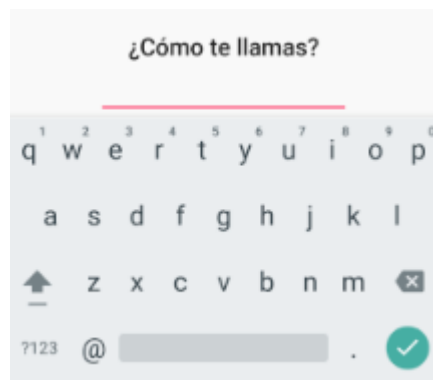 ¿Cómo te llamas?
1 2 3 4 5 6 7 8 9 0
q w e r t y u i o p
a s d f g h j k l
z x c v b n m
?123 @ .